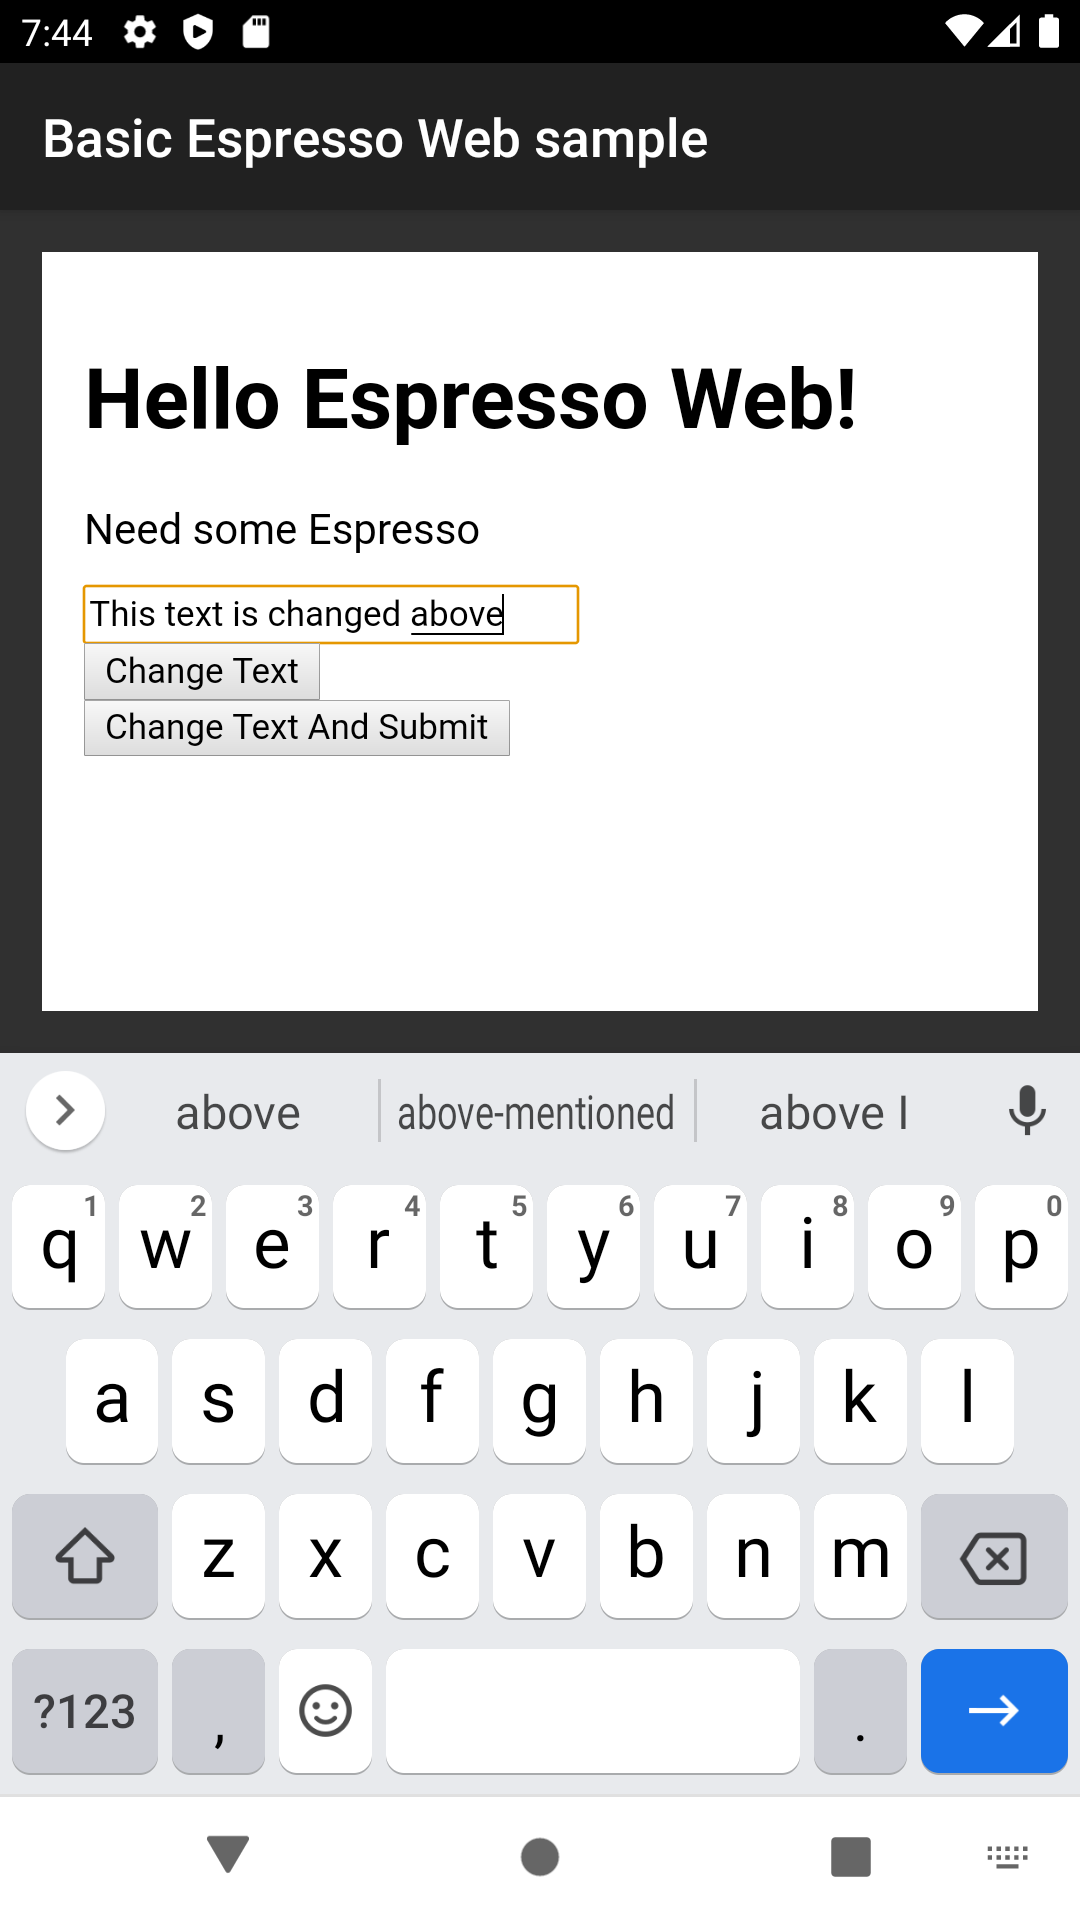 7:44
Basic Espresso Web sample
Hello Espresso Web!
Need some Espresso
This text is changed above
Change Text
Change Text And Submit
above above-mentioned above I
1 2 3 4 5 6 7 8 9 0
q w e r t y u i o p
a s d f g h j k l
z x c v b n m
?123 , .